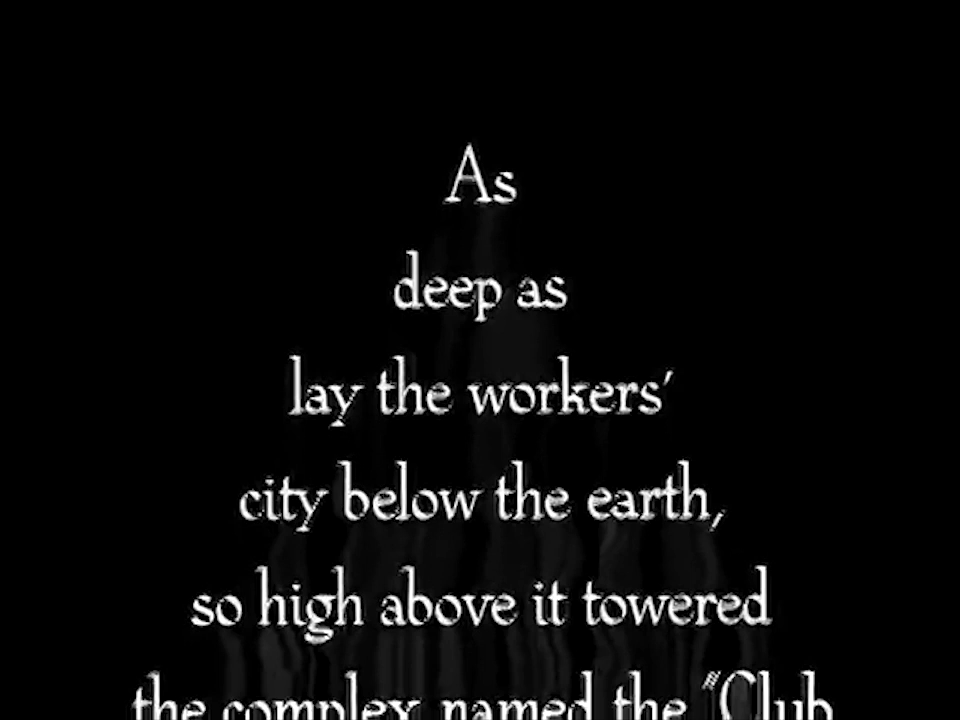 As
deep as
lay the workers'
city below the earth,
so high above it towered
the complex named the "Club